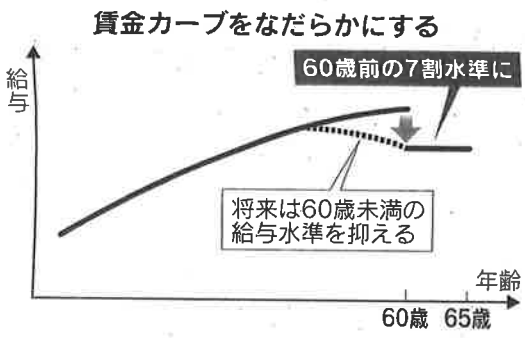 賃金カーブをなだらかにする
60歳前の7割水準に
給与
将来は60歳未満の
給与水準を抑える
年齢
60歳
65歳